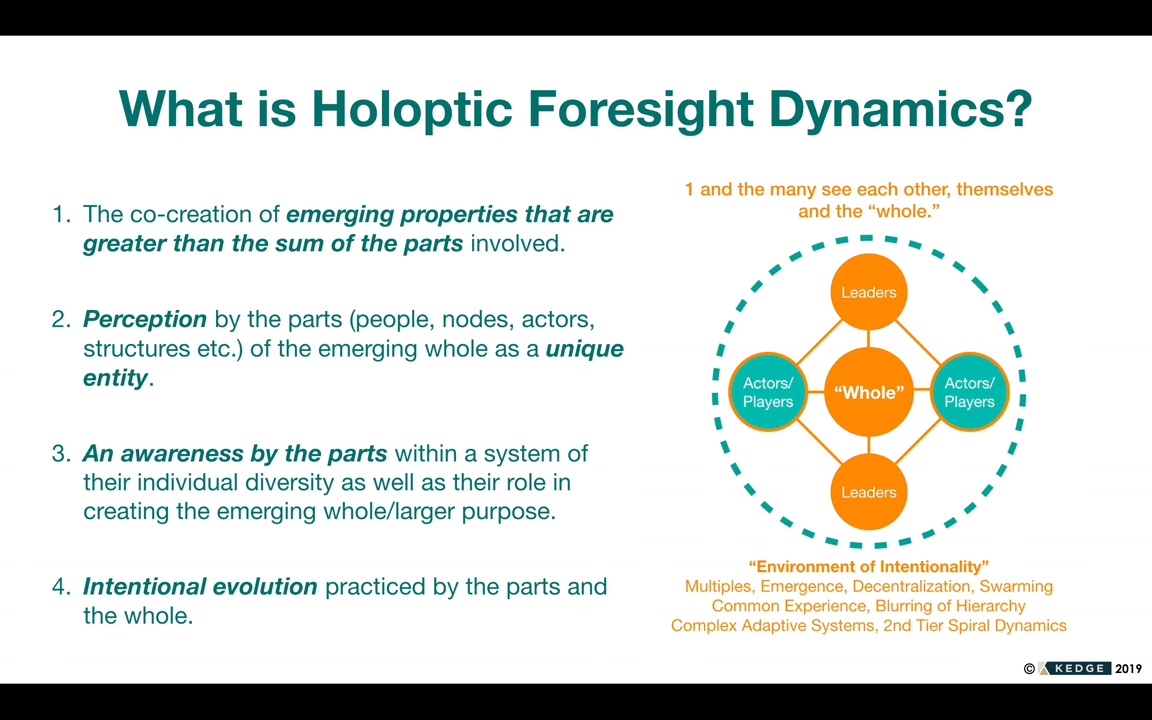 What is Holoptic Foresight Dynamics?
1. The co-creation of emerging properties that are
greater than the sum of the parts involved.
2. Perception by the parts (people, nodes, actors,
structures etc.) of the emerging whole as a unique
entity.
3. An awareness by the parts within a system of
their individual diversity as well as their role in
creating the emerging whole/larger purpose.
4. Intentional evolution practiced by the parts and
the whole.
1 and the many see each other, themselves
and the “whole.”
Leaders
Actors/
Players
“Whole”
Actors/
Players
Leaders
“Environment of Intentionality”
Multiples, Emergence, Decentralization, Swarming
Common Experience, Blurring of Hierarchy
Complex Adaptive Systems, 2nd Tier Spiral Dynamics
© KEDGE 2019